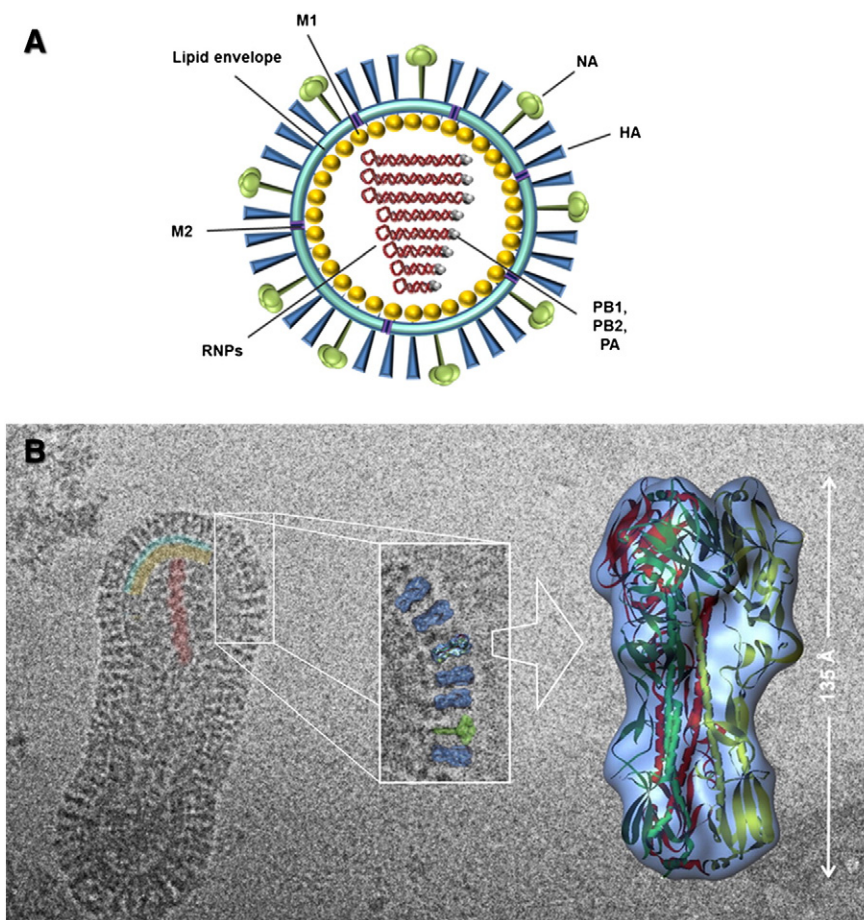 A
M1
Lipid envelope
NA
HA
M2
RNPs
PB1,
PB2,
PA
B
135 Å